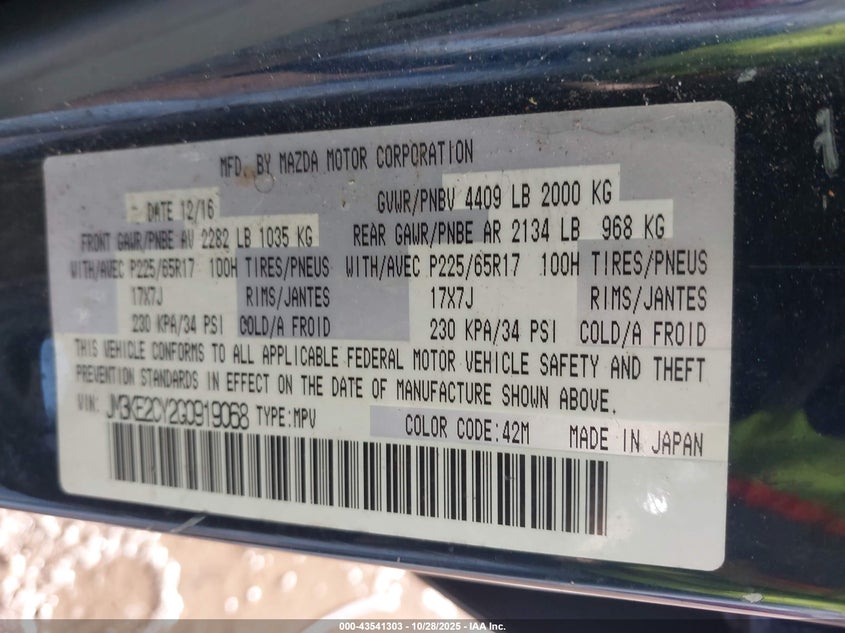 MFD. BY MAZDA MOTOR CORPORATION
DATE 12/16 GVWR/PNBV 4409 LB 2000 KG
FRONT GAWR/PNBE AV 2282 LB 1035 KG REAR GAWR/PNBE AR 2134 LB 968 KG
WITH/AVEC P225/65R17 100H TIRES/PNEUS WITH/AVEC P225/65R17 100H TIRES/PNEUS
17X7J RIMS/JANTES 17X7J RIMS/JANTES
230 KPA/34 PSI COLD/A FROID 230 KPA/34 PSI COLD/A FROID
THIS VEHICLE CONFORMS TO ALL APPLICABLE FEDERAL MOTOR VEHICLE SAFETY AND THEFT
PREVENTION STANDARDS IN EFFECT ON THE DATE OF MANUFACTURE SHOWN ABOVE.
VIN: JM3KE2CY2G0919068 TYPE:MPV COLOR CODE:42M MADE IN JAPAN
000-43541303 - 10/28/2025 - IAA Inc.